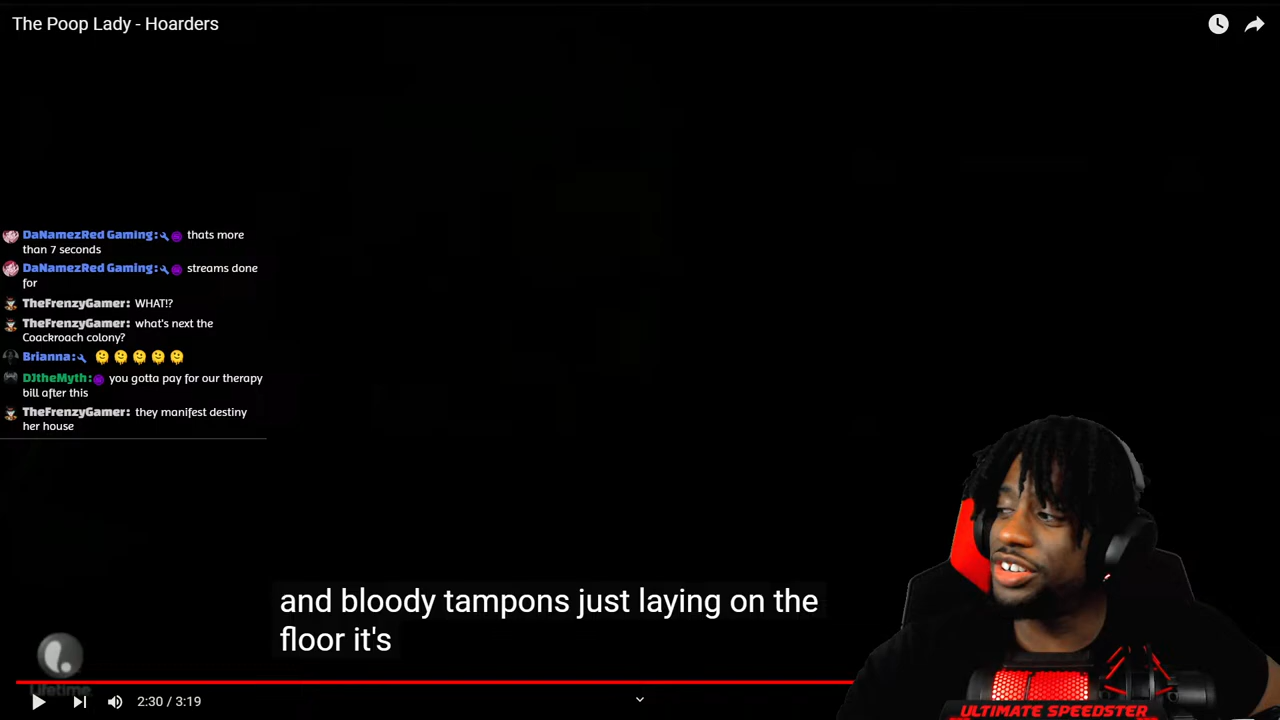 The Poop Lady - Hoarders
DaNamezRed Gaming: thats more
than 7 seconds
DaNamezRed Gaming: streams done
for
TheFrenzyGamer: WHAT!?
TheFrenzyGamer: what's next the
Coackroach colony?
Brianna: 🫠🫠🫠🫠🫠
DJtheMyth: you gotta pay for our therapy
bill after this
TheFrenzyGamer: they manifest destiny
her house
and bloody tampons just laying on the
floor it's
Lifetime
2:30 / 3:19
ULTIMATE SPEEDSTER